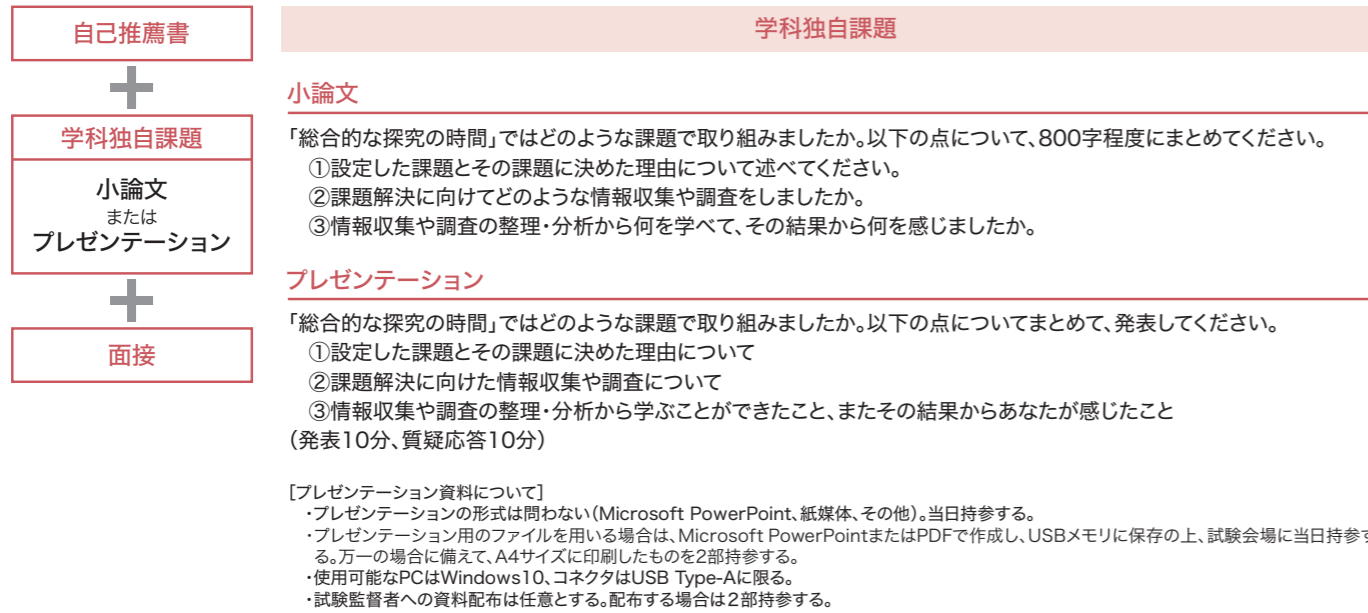 自己推薦書
学科独自課題
小論文
または
プレゼンテーション
面接
学科独自課題
小論文
「総合的な探究の時間」ではどのような課題で取り組みましたか。以下の点について、800字程度にまとめてください。
①設定した課題とその課題に決めた理由について述べてください。
②課題解決に向けてどのような情報収集や調査をしましたか。
③情報収集や調査の整理・分析から何を学べて、その結果から何を感じましたか。
プレゼンテーション
「総合的な探究の時間」ではどのような課題で取り組みましたか。以下の点についてまとめて、発表してください。
①設定した課題とその課題に決めた理由について
②課題解決に向けた情報収集や調査について
③情報収集や調査の整理・分析から学ぶことができたこと、またその結果からあなたが感じたこと
（発表10分、質疑応答10分）
［プレゼンテーション資料について］
・プレゼンテーションの形式は問わない（Microsoft PowerPoint、紙媒体、その他）。当日持参する。
・プレゼンテーション用のファイルを用いる場合は、Microsoft PowerPointまたはPDFで作成し、USBメモリに保存の上、試験会場に当日持参す
る。万一の場合に備えて、A4サイズに印刷したものを2部持参する。
・使用可能なPCはWindows10、コネクタはUSB Type-Aに限る。
・試験監督者への資料配布は任意とする。配布する場合は2部持参する。